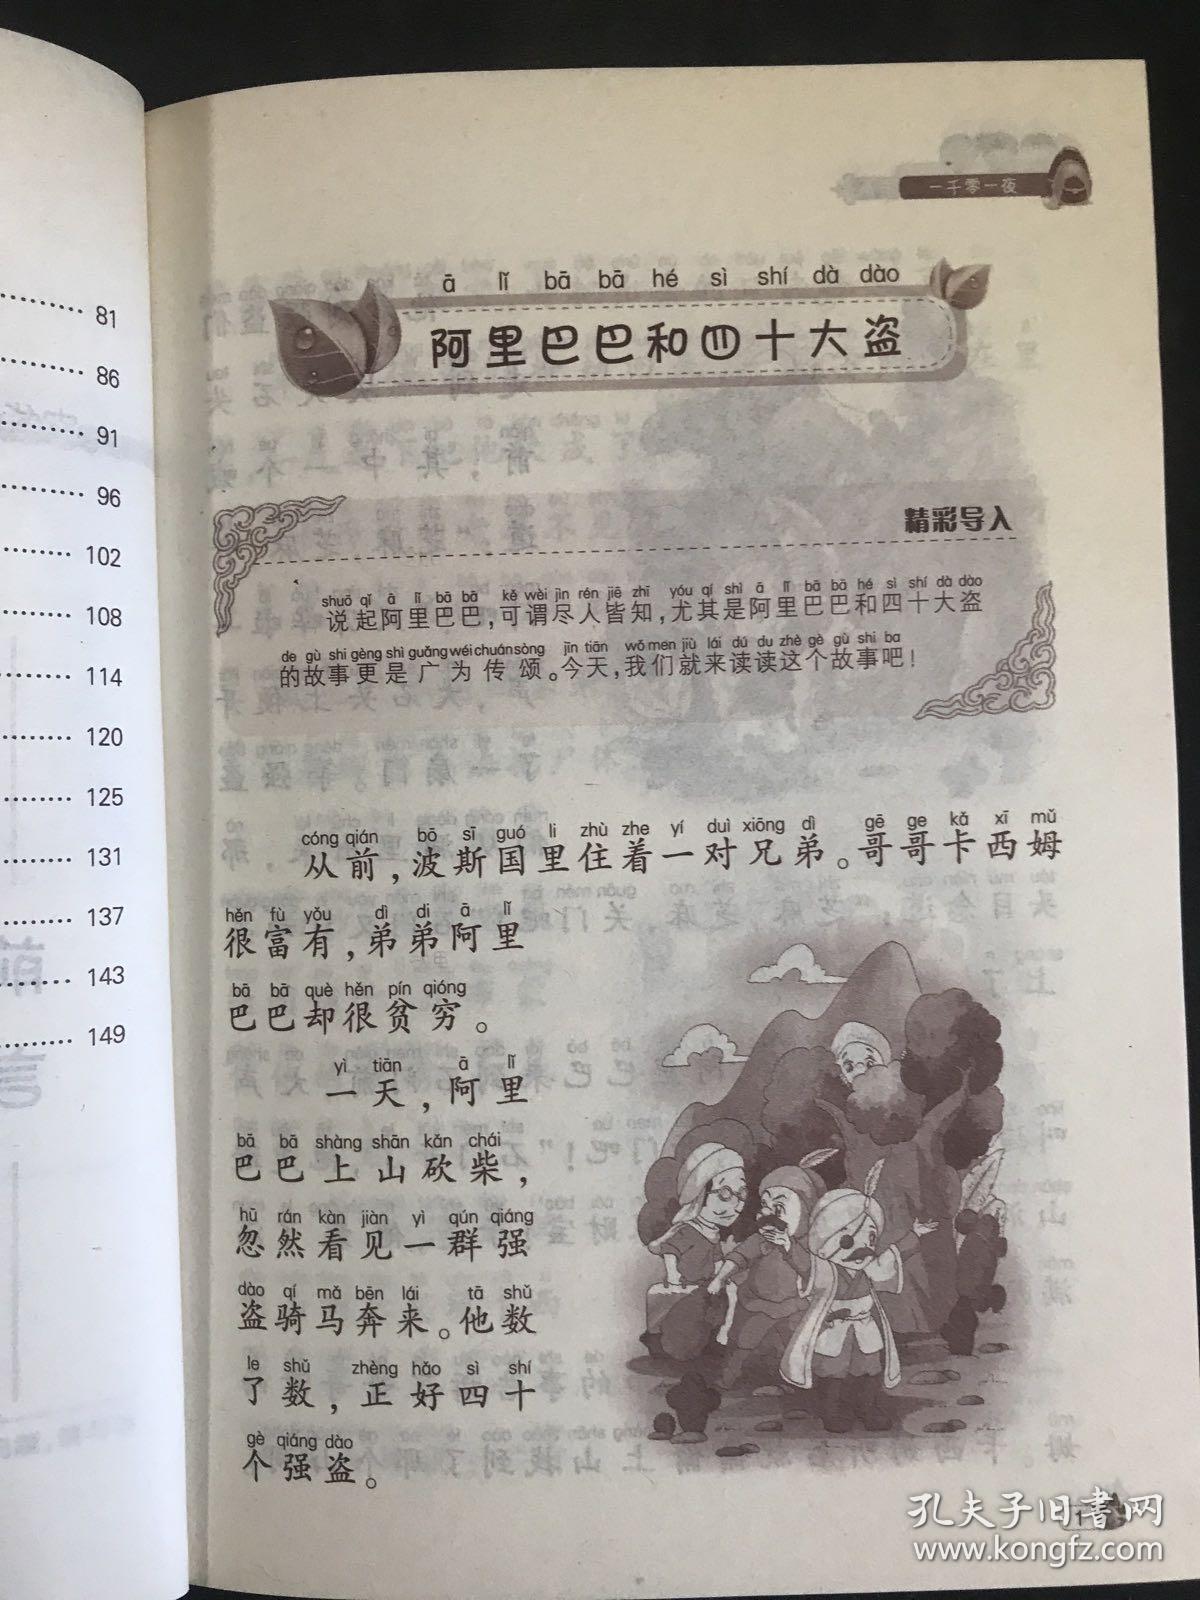 81
86
91
96
102
108
114
120
125
131
137
143
149
一千零一夜
ā lǐ bā bā hé sì shí dà dào
阿里巴巴和四十大盗
精彩导入
shuō qǐ ā lǐ bā bā kě wèi jìn rén jiē zhī yóu qí shì ā lǐ bā bā hé sì shí dà dào
说起阿里巴巴，可谓尽人皆知，尤其是阿里巴巴和四十大盗
de gù shi gèng shì guǎng wéi chuán sòng jīn tiān wǒ men jiù lái dú du zhè gè gù shi ba
的故事更是广为传颂。今天，我们就来读读这个故事吧！
cóng qián bō sī guó li zhù zhe yí duì xiōng dì gē ge kǎ xī mǔ
从前，波斯国里住着一对兄弟。哥哥卡西姆
hěn fù yǒu dì di ā lǐ
很富有，弟弟阿里
bā bā què hěn pín qióng
巴巴却很贫穷。
yì tiān ā lǐ
一天，阿里
bā bā shàng shān kǎn chái
巴巴上山砍柴，
hū rán kàn jiàn yì qún qiáng
忽然看见一群强
dào qí mǎ bēn lái tā shǔ
盗骑马奔来。他数
le shǔ zhèng hǎo sì shí
了数，正好四十
gè qiáng dào
个强盗。
1
孔夫子旧书网
www.kongfz.com